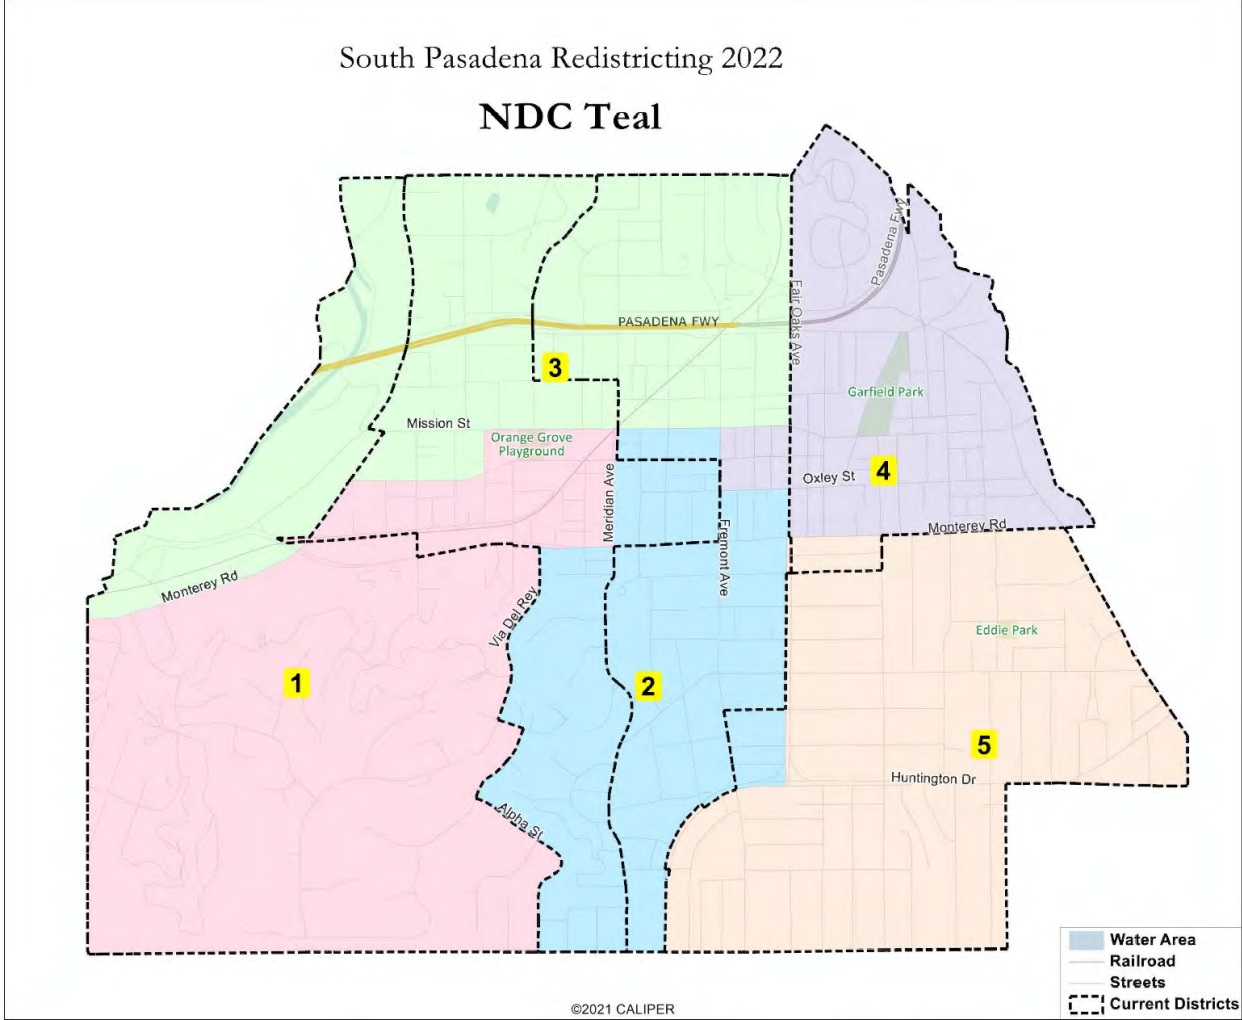 South Pasadena Redistricting 2022
NDC Teal
Pasadena Fwy
Fair Oaks Ave
PASADENA FWY
3
Garfield Park
Mission St
Orange Grove
Playground
4
Oxley St
Meridian Ave
Fremont Ave
Monterey Rd
Monterey Rd
Via Del Rey
Eddie Park
1
2
5
Huntington Dr
Alpha St
Water Area
Railroad
Streets
Current Districts
©2021 CALIPER